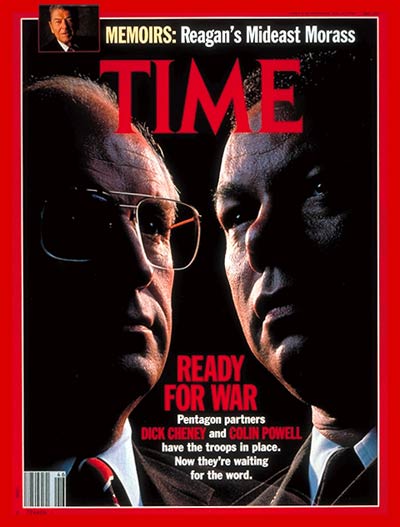 MEMOIRS: Reagan's Mideast Morass
TIME
READY
FOR WAR
Pentagon partners
DICK CHENEY and COLIN POWELL
have the troops in place.
Now they're waiting
for the word.